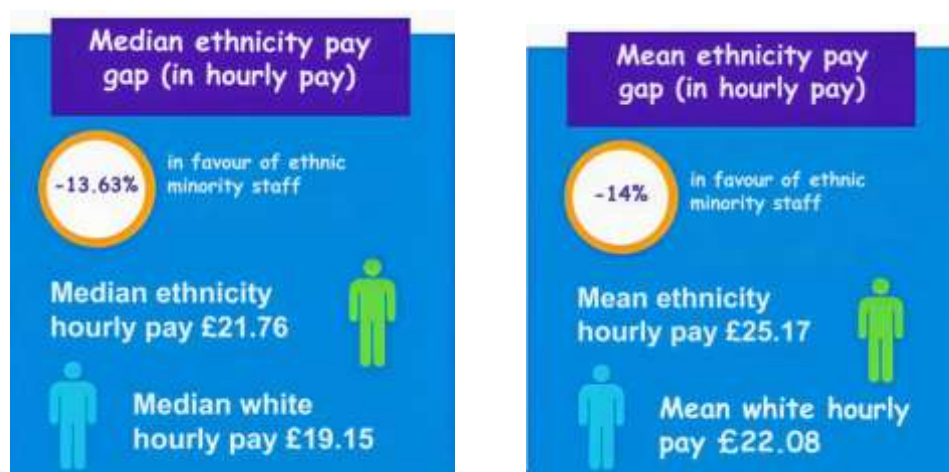 Median ethnicity pay
gap (in hourly pay)
-13.63%
in favour of ethnic
minority staff
Median ethnicity
hourly pay £21.76
Median white
hourly pay £19.15
Mean ethnicity pay
gap (in hourly pay)
-14%
in favour of ethnic
minority staff
Mean ethnicity
hourly pay £25.17
Mean white hourly
pay £22.08